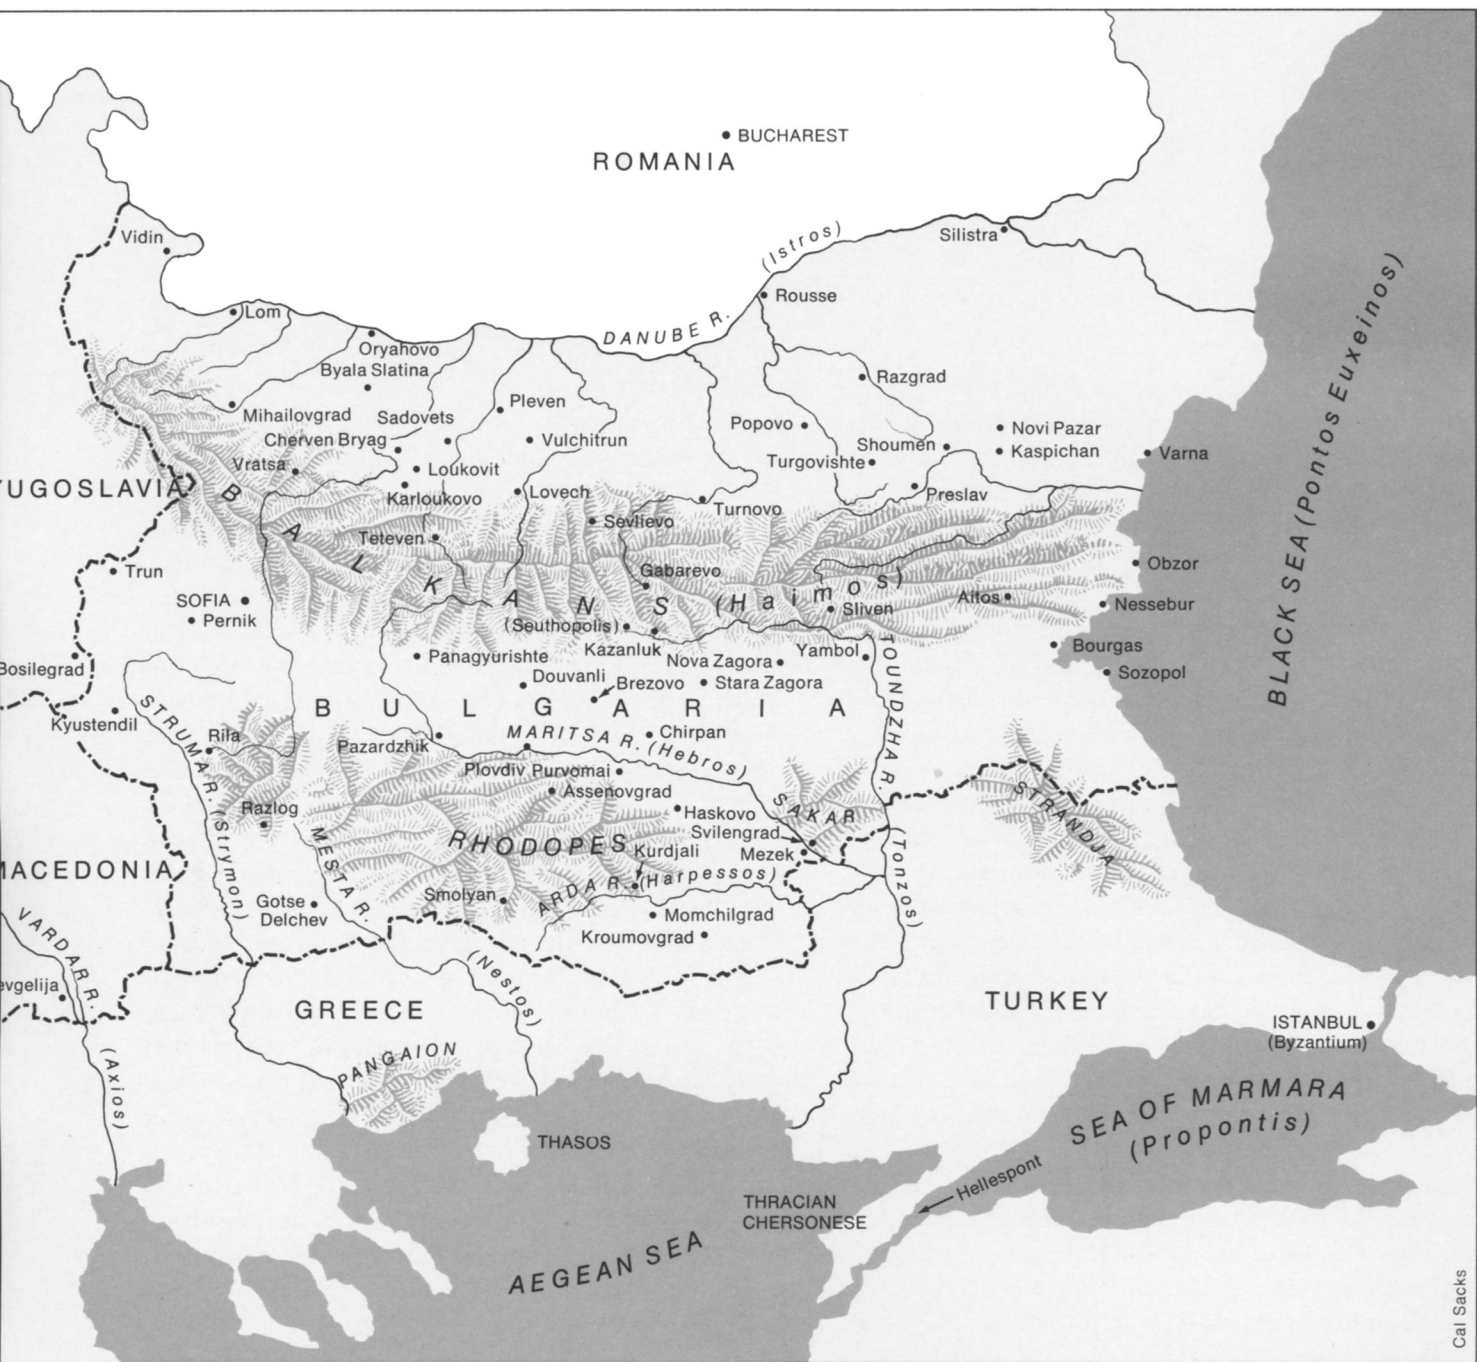 BUCHAREST
ROMANIA
Vidin
(Istros)
Silistra
Rousse
Lom
DANUBE R.
Oryahovo
Byala Slatina
Razgrad
Mihailovgrad
Sadovets
Pleven
Popovo
Novi Pazar
Cherven Bryag
Vulchitrun
Shoumen
Kaspichan
Varna
Vratsa
Loukovit
Turgovishte
YUGOSLAVIA
Karloukovo
Lovech
Preslav
Turnovo
Sevlievo
Teteven
BALKANS (Haimos)
Trun
Gabarevo
Obzor
SOFIA
Aitos
Nessebur
Pernik
(Seuthopolis)
Sliven
Bosilegrad
Panagyurishte
Kazanluk
Nova Zagora
Yambol
Bourgas
Sozopol
Douvanli
Brezovo
Stara Zagora
BLACK SEA (Pontos Euxeinos)
BULGARIA
Kyustendil
Rila
Pazardzhik
MARITSA R. (Hebros)
Chirpan
TOUNDZHA R.
(Tonzos)
STRUMA R. (Strymon)
Plovdiv
Purvomai
Assenovgrad
Razlog
Haskovo
SAKAR
STRANDJA
Svilengrad
RHODOPES
Kurdjali
Mezek
MACEDONIA
MESTA R.
(Nestos)
Smolyan
ARDA R. (Harpessos)
Gotse
Delchev
Momchilgrad
Kroumovgrad
VARDAR R.
(Axios)
evgelija
GREECE
TURKEY
ISTANBUL
(Byzantium)
PANGAION
SEA OF MARMARA
(Propontis)
THASOS
Hellespont
THRACIAN
CHERSONESE
AEGEAN SEA
Cal Sacks